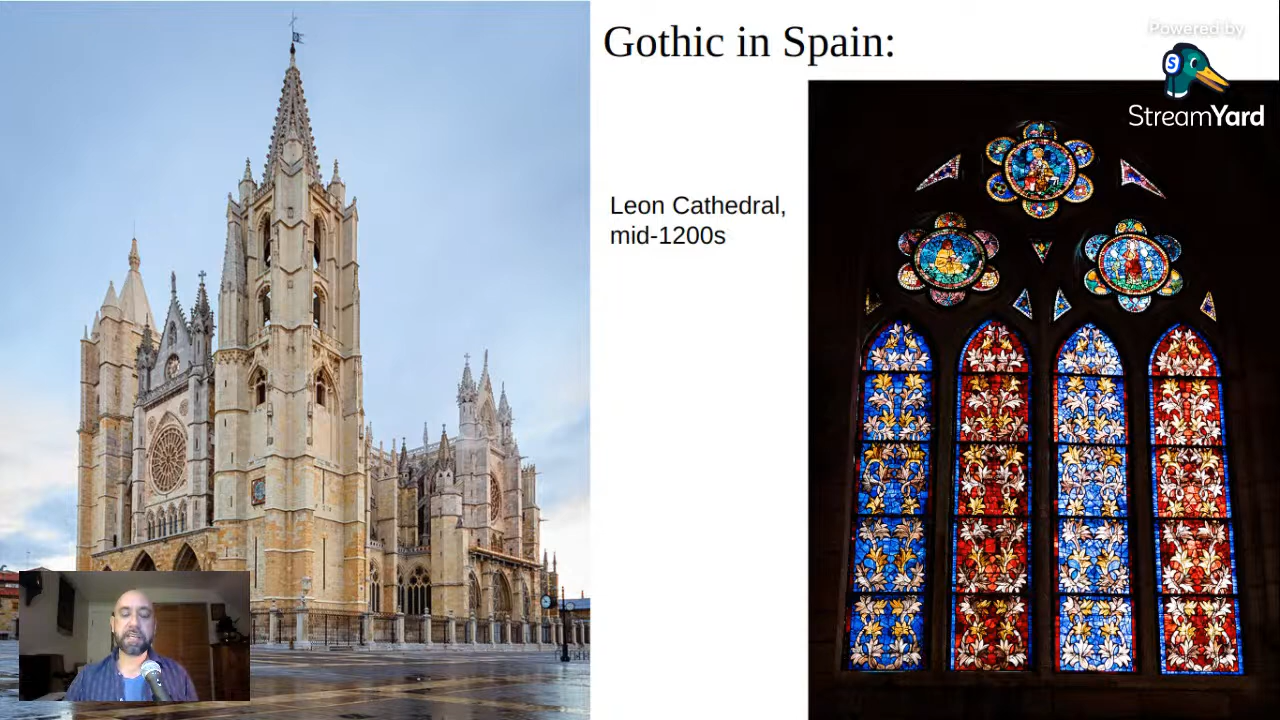 Gothic in Spain:
Powered by
StreamYard
Leon Cathedral,
mid-1200s